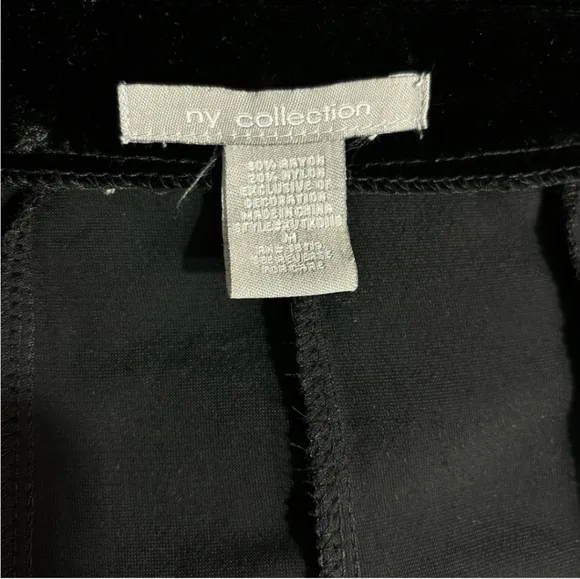 ny collection
80% RAYON
20% NYLON
EXCLUSIVE OF
DECORATION
MADE IN CHINA
M
SEE REVERSE
FOR CARE